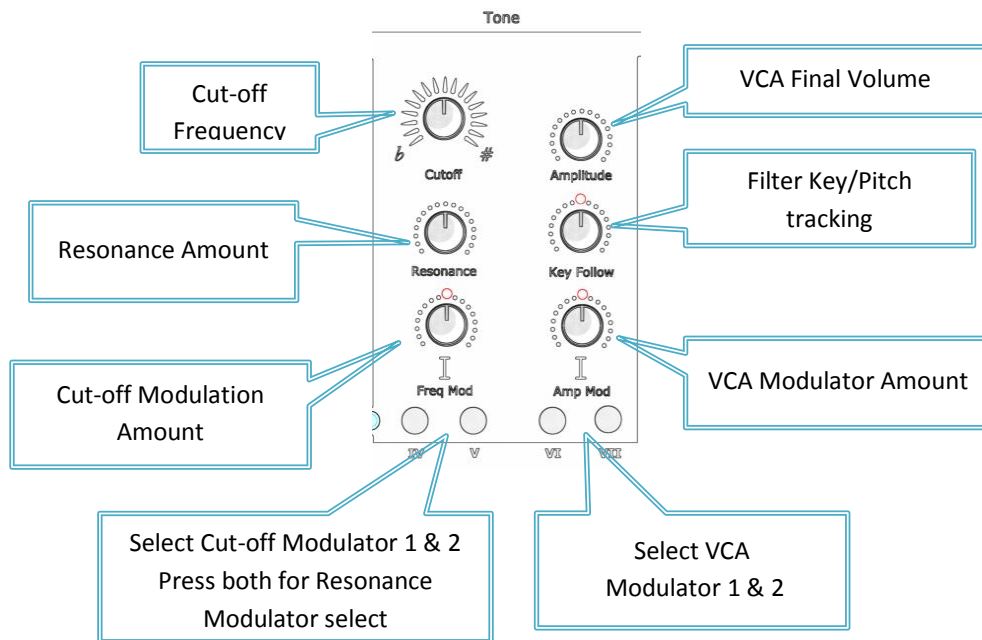 Tone
Cut-off
Frequency
VCA Final Volume
b
#
Cutoff
Amplitude
Filter Key/Pitch
tracking
Resonance Amount
Resonance
Key Follow
Cut-off Modulation
Amount
VCA Modulator Amount
Freq Mod
Amp Mod
IV
V
VI
VII
Select Cut-off Modulator 1 & 2
Press both for Resonance
Modulator select
Select VCA
Modulator 1 & 2